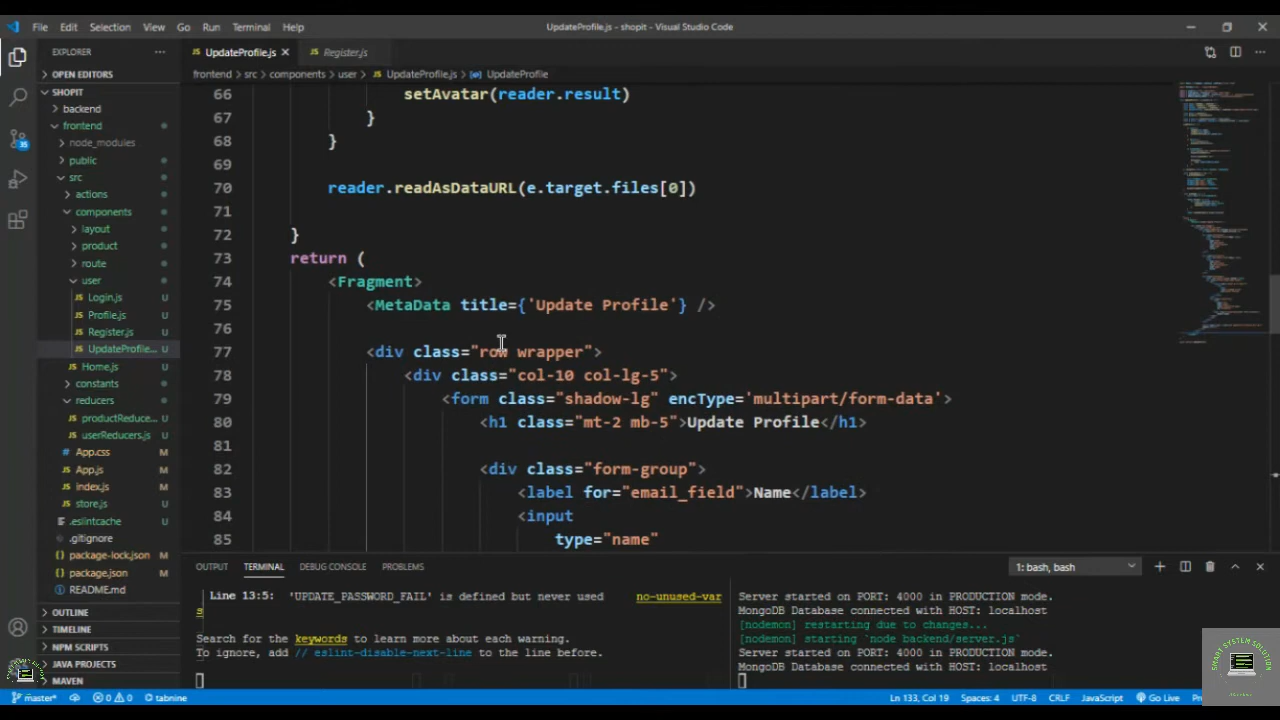 File Edit Selection View Go Run Terminal Help
UpdateProfile.js - shopit - Visual Studio Code
EXPLORER
OPEN EDITORS
SHOPIT
backend
frontend
node_modules
public
src
actions
components
layout
product
route
user
Login.js U
Profile.js U
Register.js U
UpdateProfile... U
Home.js U
constants
reducers
productReduce... U
userReducers.js U
App.css M
App.js M
index.js M
store.js U
.eslintcache U
.gitignore
package-lock.json M
package.json M
README.md
OUTLINE
TIMELINE
NPM SCRIPTS
JAVA PROJECTS
MAVEN
35
UpdateProfile.js Register.js
frontend > src > components > user > UpdateProfile.js > UpdateProfile
66 setAvatar(reader.result)
67 }
68 }
69
70 reader.readAsDataURL(e.target.files[0])
71
72 }
73 return (
74 <Fragment>
75 <MetaData title={'Update Profile'} />
76
77 <div class="row wrapper">
78 <div class="col-10 col-lg-5">
79 <form class="shadow-lg" encType='multipart/form-data'>
80 <h1 class="mt-2 mb-5">Update Profile</h1>
81
82 <div class="form-group">
83 <label for="email_field">Name</label>
84 <input
85 type="name"
OUTPUT TERMINAL DEBUG CONSOLE PROBLEMS
1: bash, bash
Line 13:5: 'UPDATE_PASSWORD_FAIL' is defined but never used no-unused-var
s
Search for the keywords to learn more about each warning.
To ignore, add // eslint-disable-next-line to the line before.
Server started on PORT: 4000 in PRODUCTION mode.
MongoDB Database connected with HOST: localhost
[nodemon] restarting due to changes...
[nodemon] starting `node backend/server.js`
Server started on PORT: 4000 in PRODUCTION mode.
MongoDB Database connected with HOST: localhost
master* 0 0 tabnine
Ln 133, Col 19 Spaces: 4 UTF-8 CRLF JavaScript Go Live
SMART SYSTEM SOLUTION